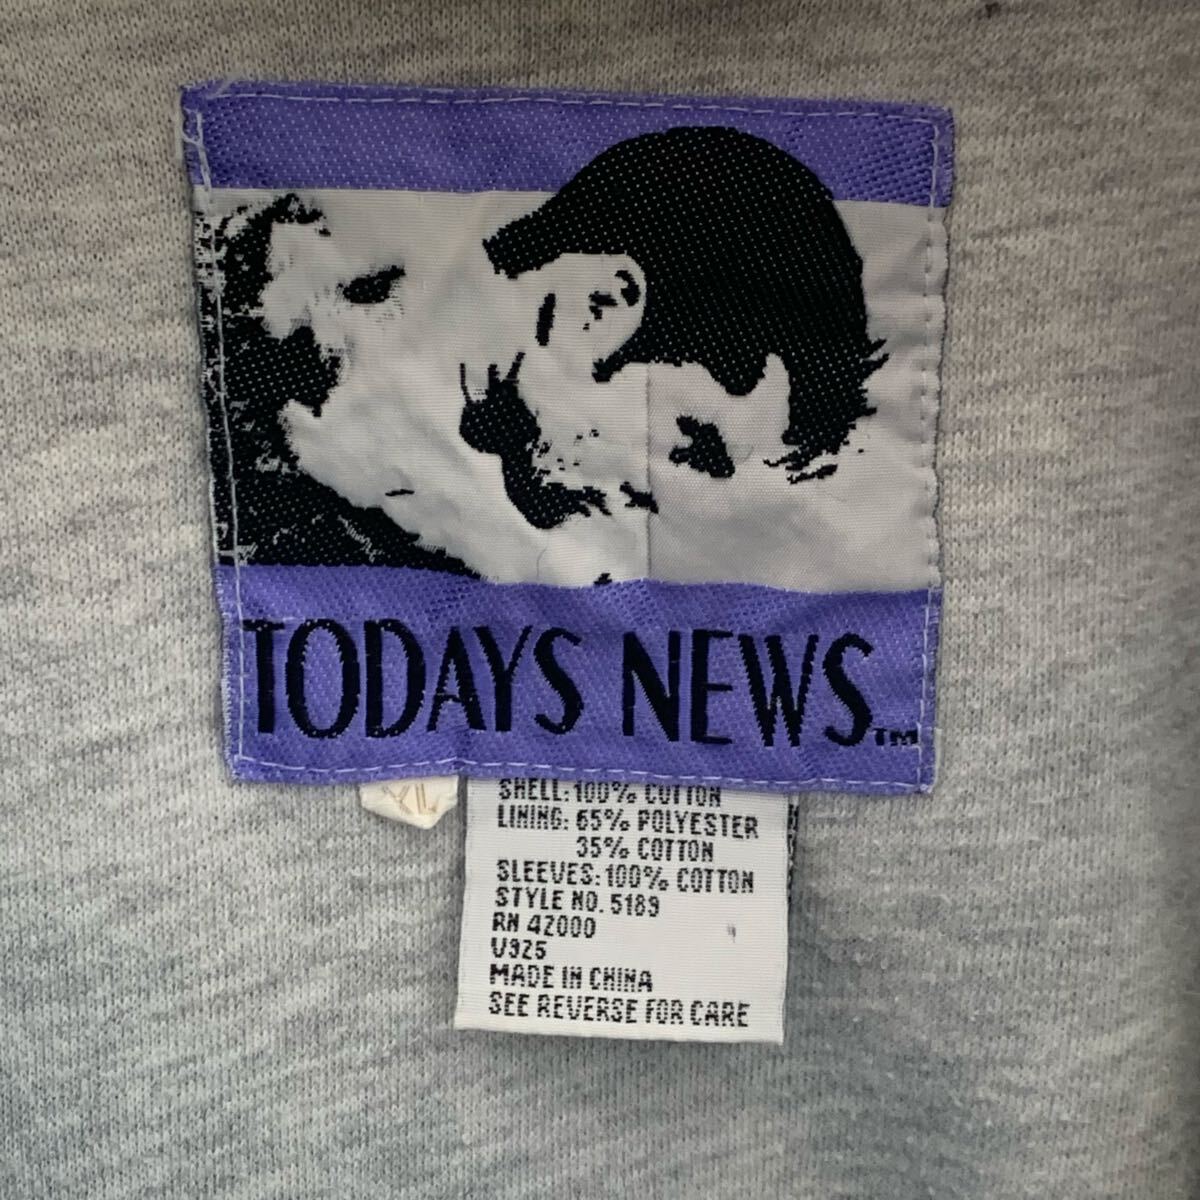 TODAYS NEWS TM
SHELL: 100% COTTON
LINING: 65% POLYESTER
35% COTTON
SLEEVES: 100% COTTON
STYLE NO. 5189
RN 42000
V925
MADE IN CHINA
SEE REVERSE FOR CARE